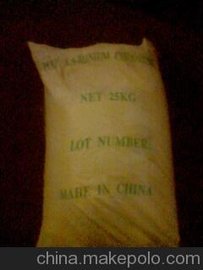 NET 25KG
LOT NUMBER
MADE IN CHINA
china.makepolo.com